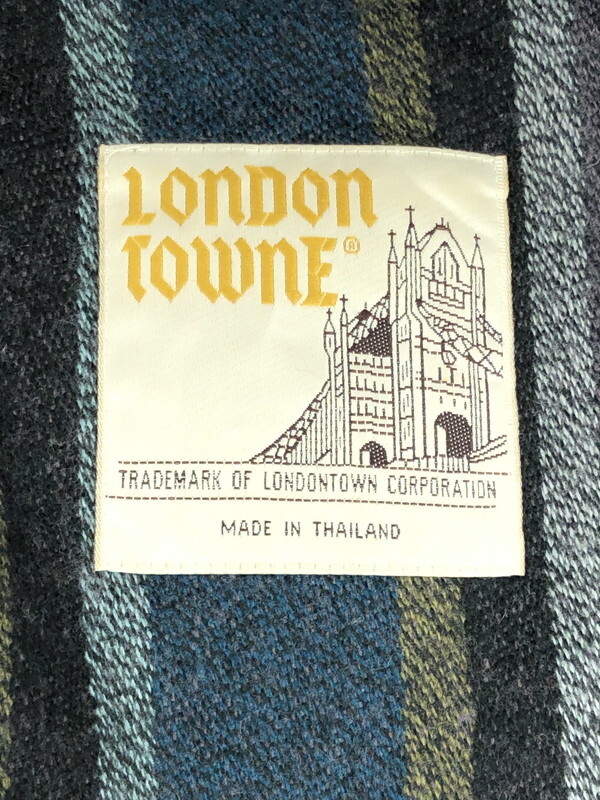 LONDON
TOWNE®
TRADEMARK OF LONDONTOWN CORPORATION
MADE IN THAILAND